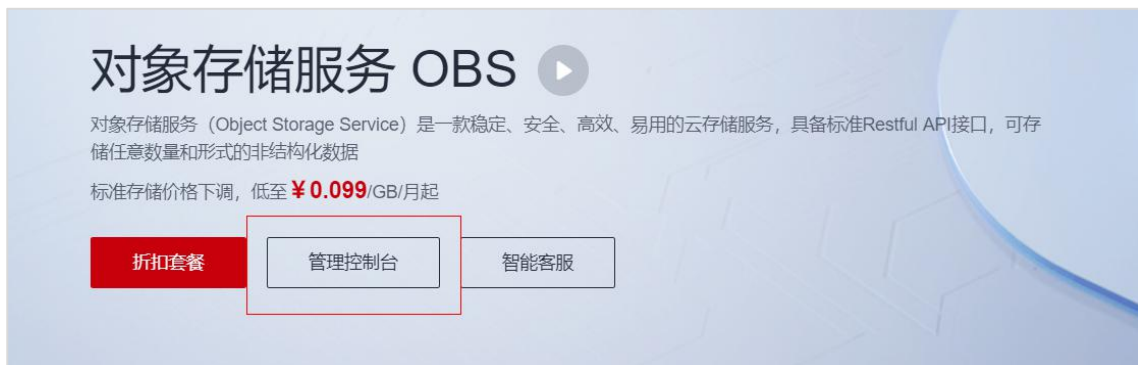 对象存储服务 OBS
对象存储服务（Object Storage Service）是一款稳定、安全、高效、易用的云存储服务，具备标准Restful API接口，可存
储任意数量和形式的非结构化数据
标准存储价格下调，低至￥0.099/GB/月起
折扣套餐 管理控制台 智能客服